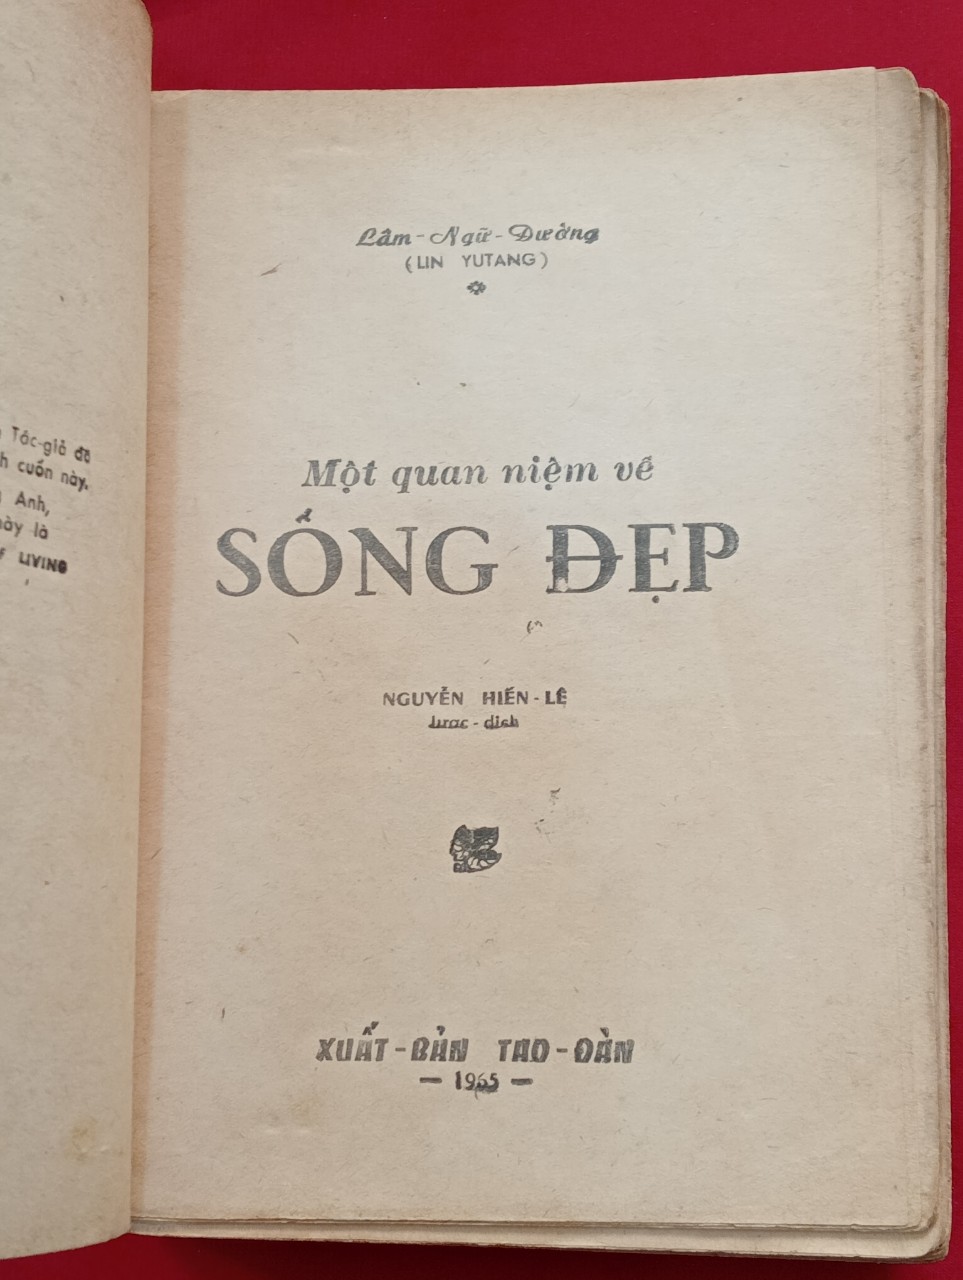 Tác-giả đã
cuốn này.
Anh,
này là
LIVING
Lâm-Ngữ-Đường
(LIN YUTANG)
Một quan niệm về
SỐNG ĐẸP
NGUYỄN HIẾN-LÊ
lược-dịch
XUẤT-BẢN TAO-ĐÀN
— 1965 —